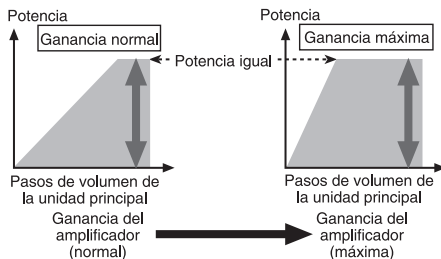 Potencia
Ganancia normal
Potencia igual
Pasos de volumen de
la unidad principal
Ganancia del
amplificador
(normal)
Potencia
Ganancia máxima
Pasos de volumen de
la unidad principal
Ganancia del
amplificador
(máxima)